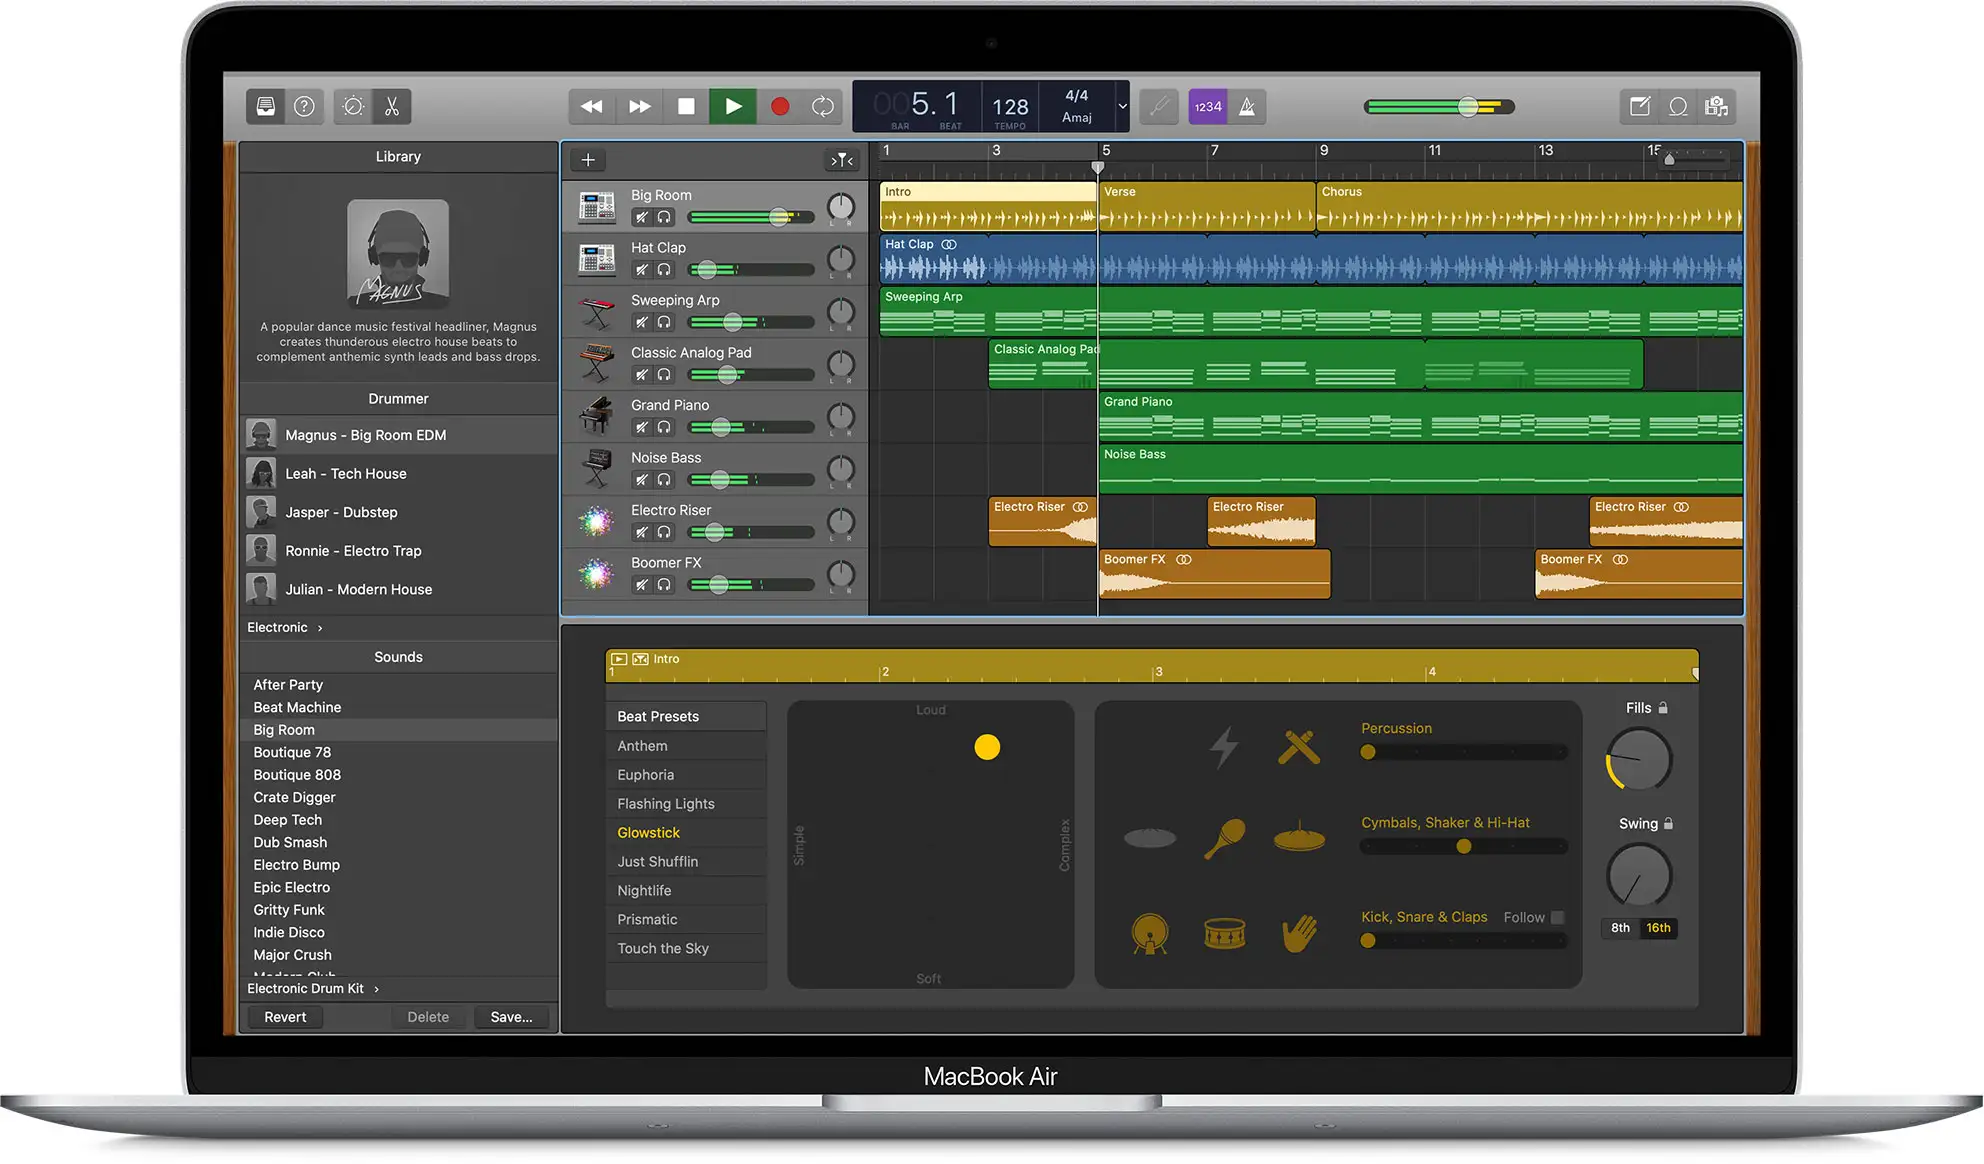 005. 1
BAR BEAT
128
TEMPO
4/4
Amaj
1234
Library
MAGNUS
A popular dance music festival headliner, Magnus
creates thunderous electro house beats to
complement anthemic synth leads and bass drops.
Drummer
Magnus - Big Room EDM
Leah - Tech House
Jasper - Dubstep
Ronnie - Electro Trap
Julian - Modern House
Electronic ›
Sounds
After Party
Beat Machine
Big Room
Boutique 78
Boutique 808
Crate Digger
Deep Tech
Dub Smash
Electro Bump
Epic Electro
Gritty Funk
Indie Disco
Major Crush
Modern Club
Electronic Drum Kit ›
Revert Delete Save...
Big Room
L R
Hat Clap
L R
Sweeping Arp
L R
Classic Analog Pad
L R
Grand Piano
L R
Noise Bass
L R
Electro Riser
L R
Boomer FX
L R
1 3 5 7 9 11 13 15
Intro Verse Chorus
Hat Clap
Sweeping Arp
Classic Analog Pad
Grand Piano
Noise Bass
Electro Riser Electro Riser Electro Riser
Boomer FX Boomer FX
Intro
1 2 3 4
Beat Presets
Anthem
Euphoria
Flashing Lights
Glowstick
Just Shufflin
Nightlife
Prismatic
Touch the Sky
Loud
Simple
Complex
Soft
Percussion
Cymbals, Shaker & Hi-Hat
Kick, Snare & Claps Follow
Fills
Swing
8th 16th
MacBook Air